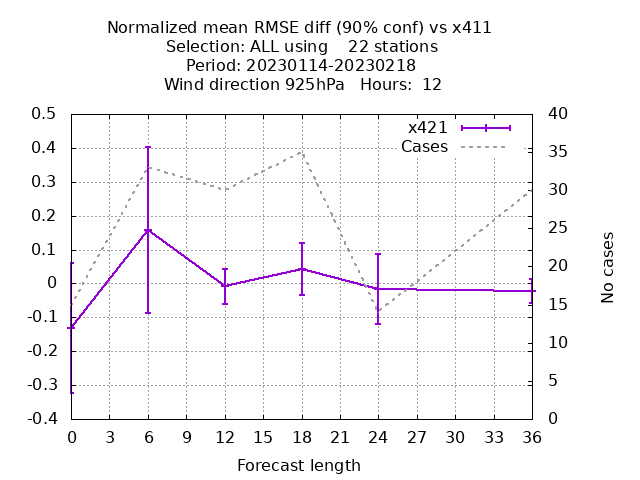 Normalized mean RMSE diff (90% conf) vs x411
Selection: ALL using    22 stations
Period: 20230114-20230218
Wind direction 925hPa   Hours:  12
0.5
0.4
0.3
0.2
0.1
0
-0.1
-0.2
-0.3
-0.4
x421
Cases
40
35
30
25
20
15
10
5
0
No cases
0 3 6 9 12 15 18 21 24 27 30 33 36
Forecast length